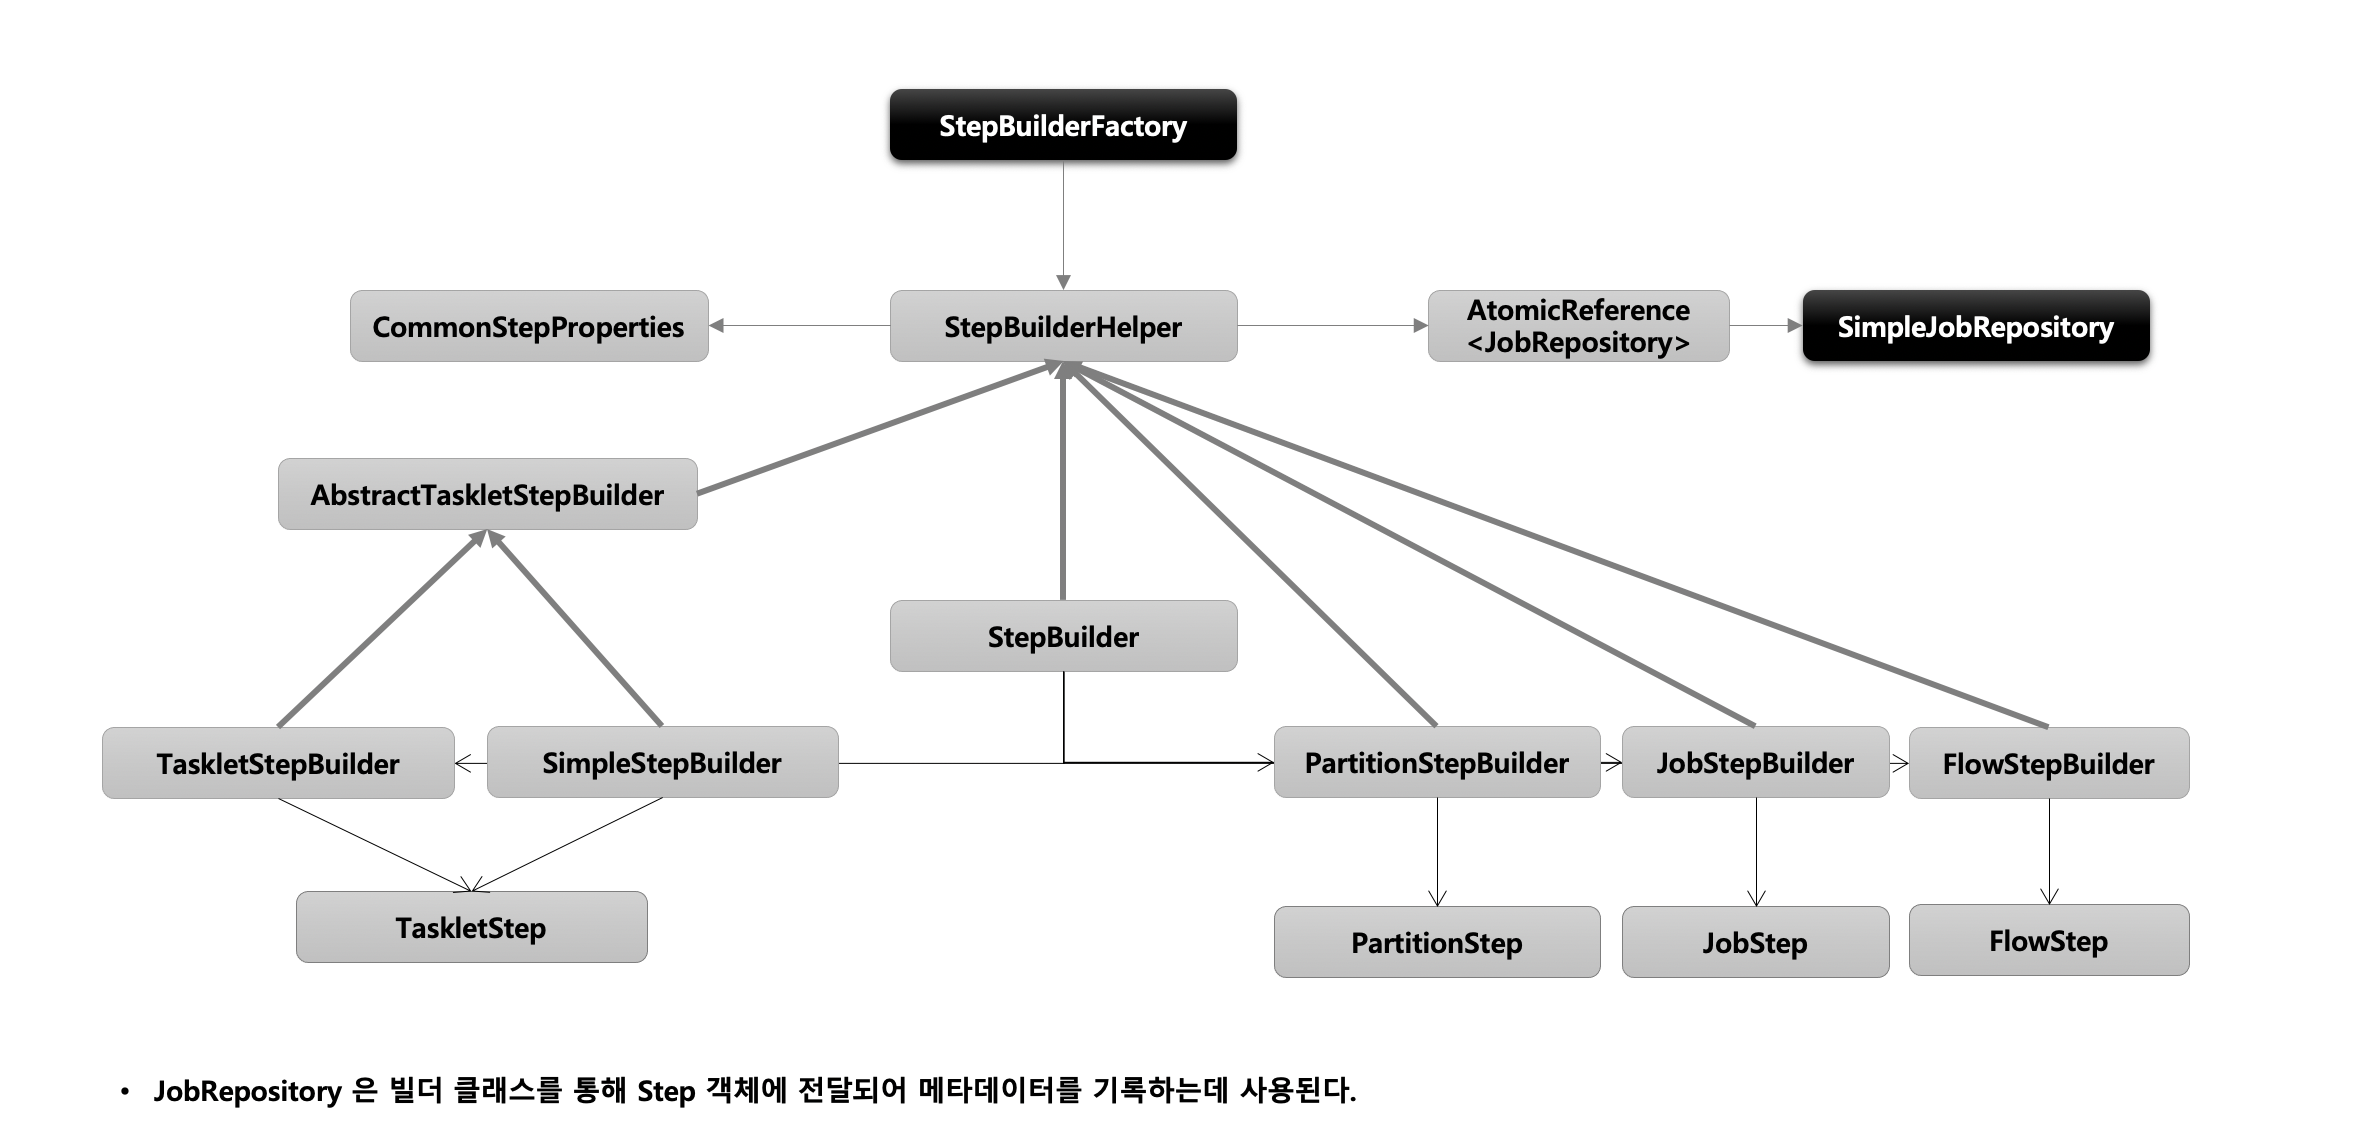 StepBuilderFactory
CommonStepProperties
StepBuilderHelper
AtomicReference
<JobRepository>
SimpleJobRepository
AbstractTaskletStepBuilder
StepBuilder
TaskletStepBuilder
SimpleStepBuilder
PartitionStepBuilder
JobStepBuilder
FlowStepBuilder
TaskletStep
PartitionStep
JobStep
FlowStep
• JobRepository 은 빌더 클래스를 통해 Step 객체에 전달되어 메타데이터를 기록하는데 사용된다.